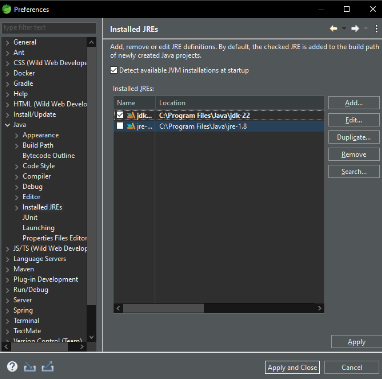 Preferences
type filter text
Installed JREs
General
Ant
CSS (Wild Web Develope
Docker
Gradle
Help
HTML (Wild Web Develo
Install/Update
Java
Appearance
Build Path
Bytecode Outline
Code Style
Compiler
Debug
Editor
Installed JREs
JUnit
Launching
Properties Files Editor
JS/TS (Wild Web Develo
Language Servers
Maven
Plug-in Development
Run/Debug
Server
Spring
Terminal
TextMate
Version Control (Team)
Add, remove or edit JRE definitions. By default, the checked JRE is added to the build path
of newly created Java projects.
Detect available JVM installations at startup
Installed JREs:
Name Location
jdk... C:\Program Files\Java\jdk-22
jre-... C:\Program Files\Java\jre-1.8
Add...
Edit...
Duplicate...
Remove
Search...
Apply
Apply and Close
Cancel